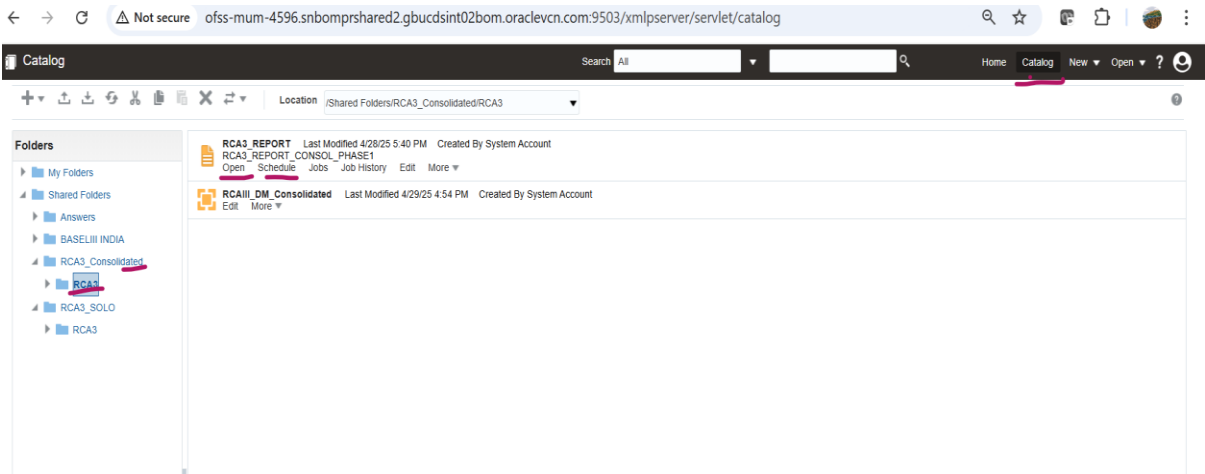 Not secure ofss-mum-4596.snbomprshared2.gbucdsint02bom.oraclevcn.com:9503/xmlpserver/servlet/catalog
Catalog Search All Home Catalog New Open ?
Location /Shared Folders/RCA3_Consolidated/RCA3 ?
Folders
My Folders
Shared Folders
Answers
BASELIII INDIA
RCA3_Consolidated
RCA3
RCA3_SOLO
RCA3
RCA3_REPORT Last Modified 4/28/25 5:40 PM Created By System Account
RCA3_REPORT_CONSOL_PHASE1
Open Schedule Jobs Job History Edit More
RCAIII_DM_Consolidated Last Modified 4/29/25 4:54 PM Created By System Account
Edit More